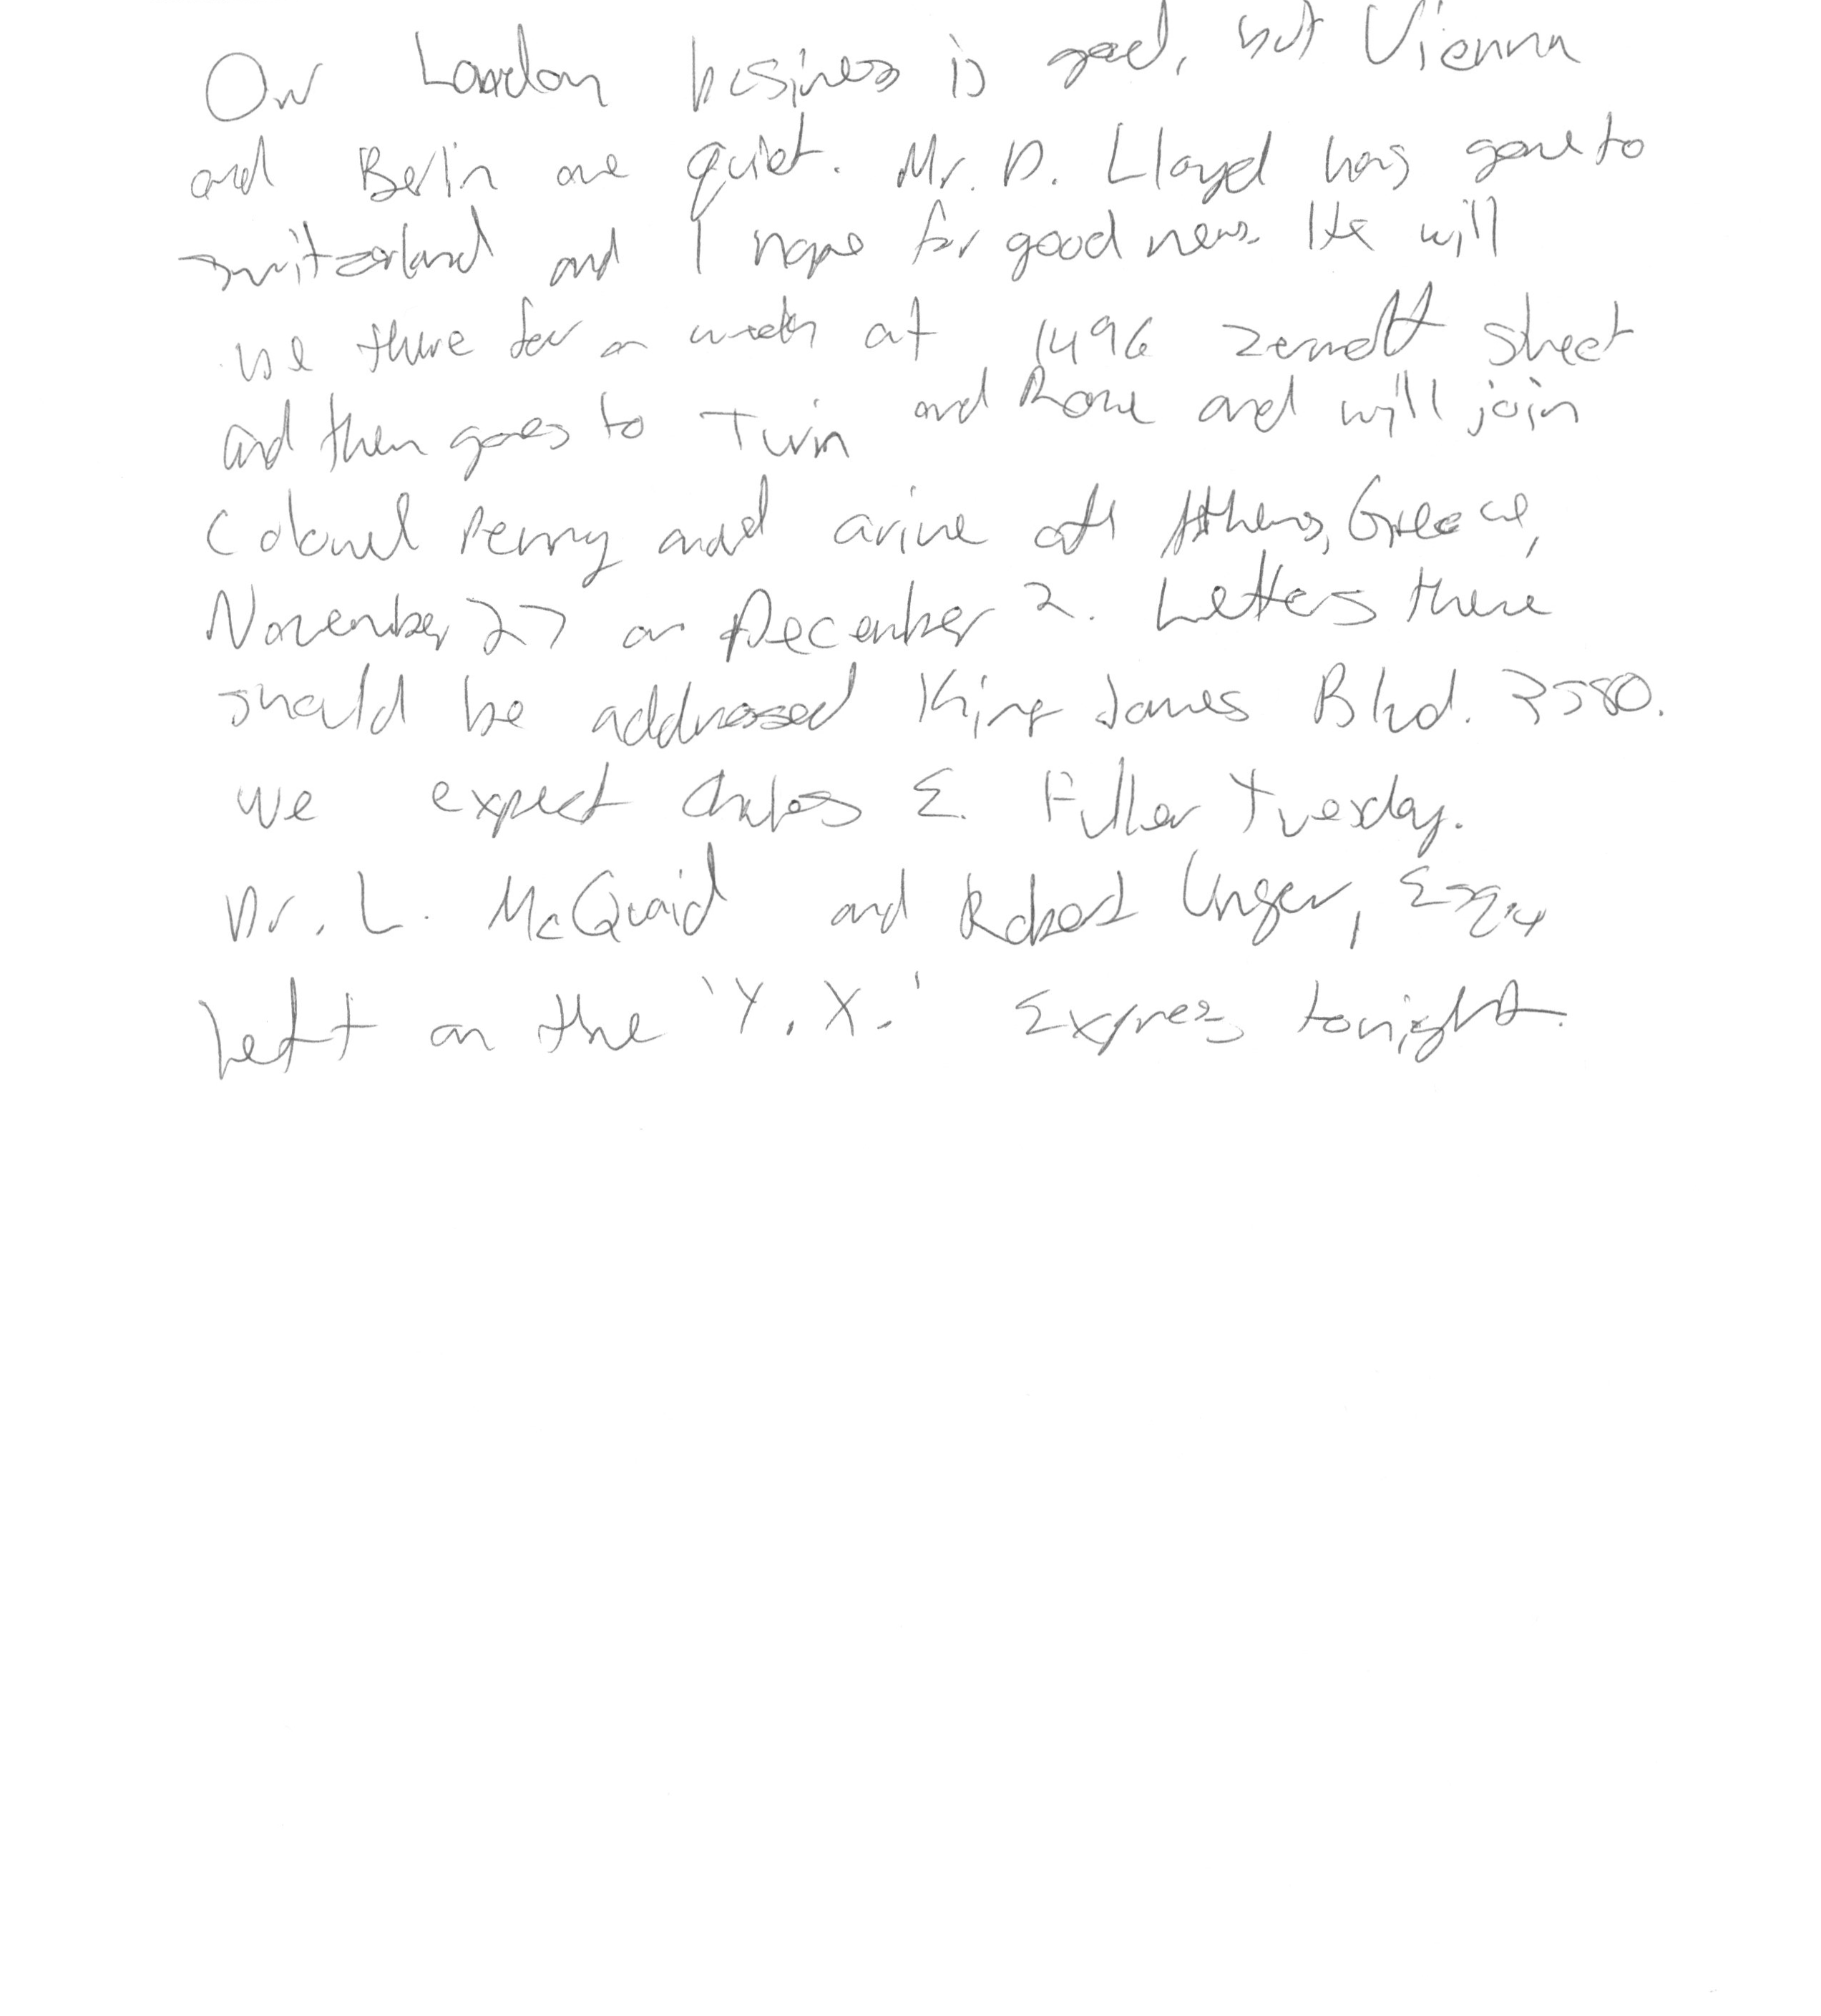 Our London business is good, but Vienna
and Berlin are quiet. Mr. D. Lloyd has gone to
Switzerland and I hope for good news. He will
be there for a week at 1496 Zermott Street
and then goes to Turin and Rome and will join
Colonel Perry and arrive at Athens, Greece,
November 27 or December 2. Letters there
should be addressed King James Blvd. 3580.
We expect Charles E. Fuller Tuesday.
Dr. L. McQuaid and Robert Unger, Esq.,
left on the 'Y. X.' Express tonight.